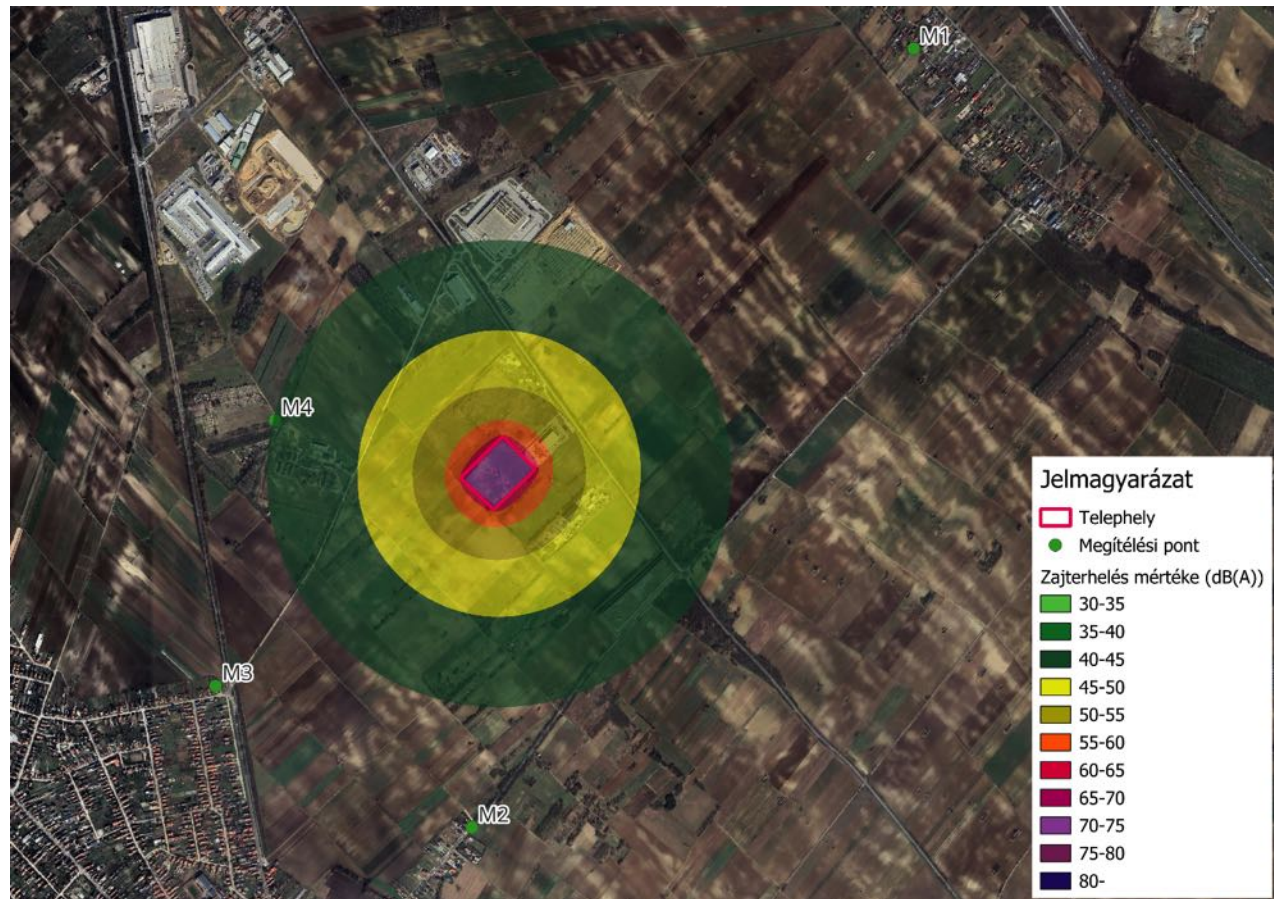 M1
M4
M3
M2
Jelmagyarázat
Telephely
Megítélési pont
Zajterhelés mértéke (dB(A))
30-35
35-40
40-45
45-50
50-55
55-60
60-65
65-70
70-75
75-80
80-